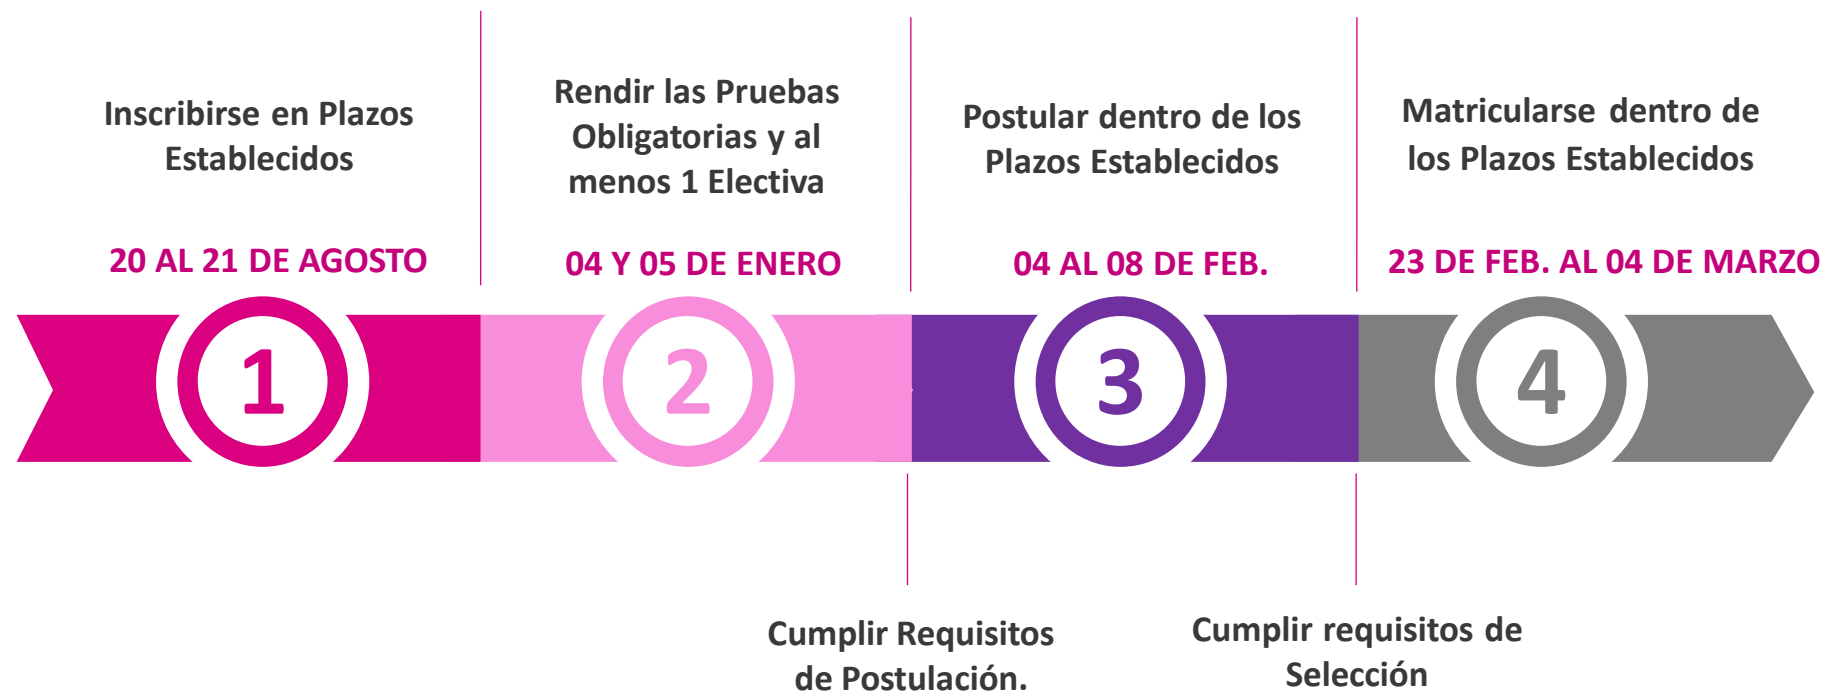 Inscribirse en Plazos
Establecidos
20 AL 21 DE AGOSTO
1
Rendir las Pruebas
Obligatorias y al
menos 1 Electiva
04 Y 05 DE ENERO
2
Postular dentro de los
Plazos Establecidos
04 AL 08 DE FEB.
3
Matricularse dentro de
los Plazos Establecidos
23 DE FEB. AL 04 DE MARZO
4
Cumplir Requisitos
de Postulación.
Cumplir requisitos de
Selección